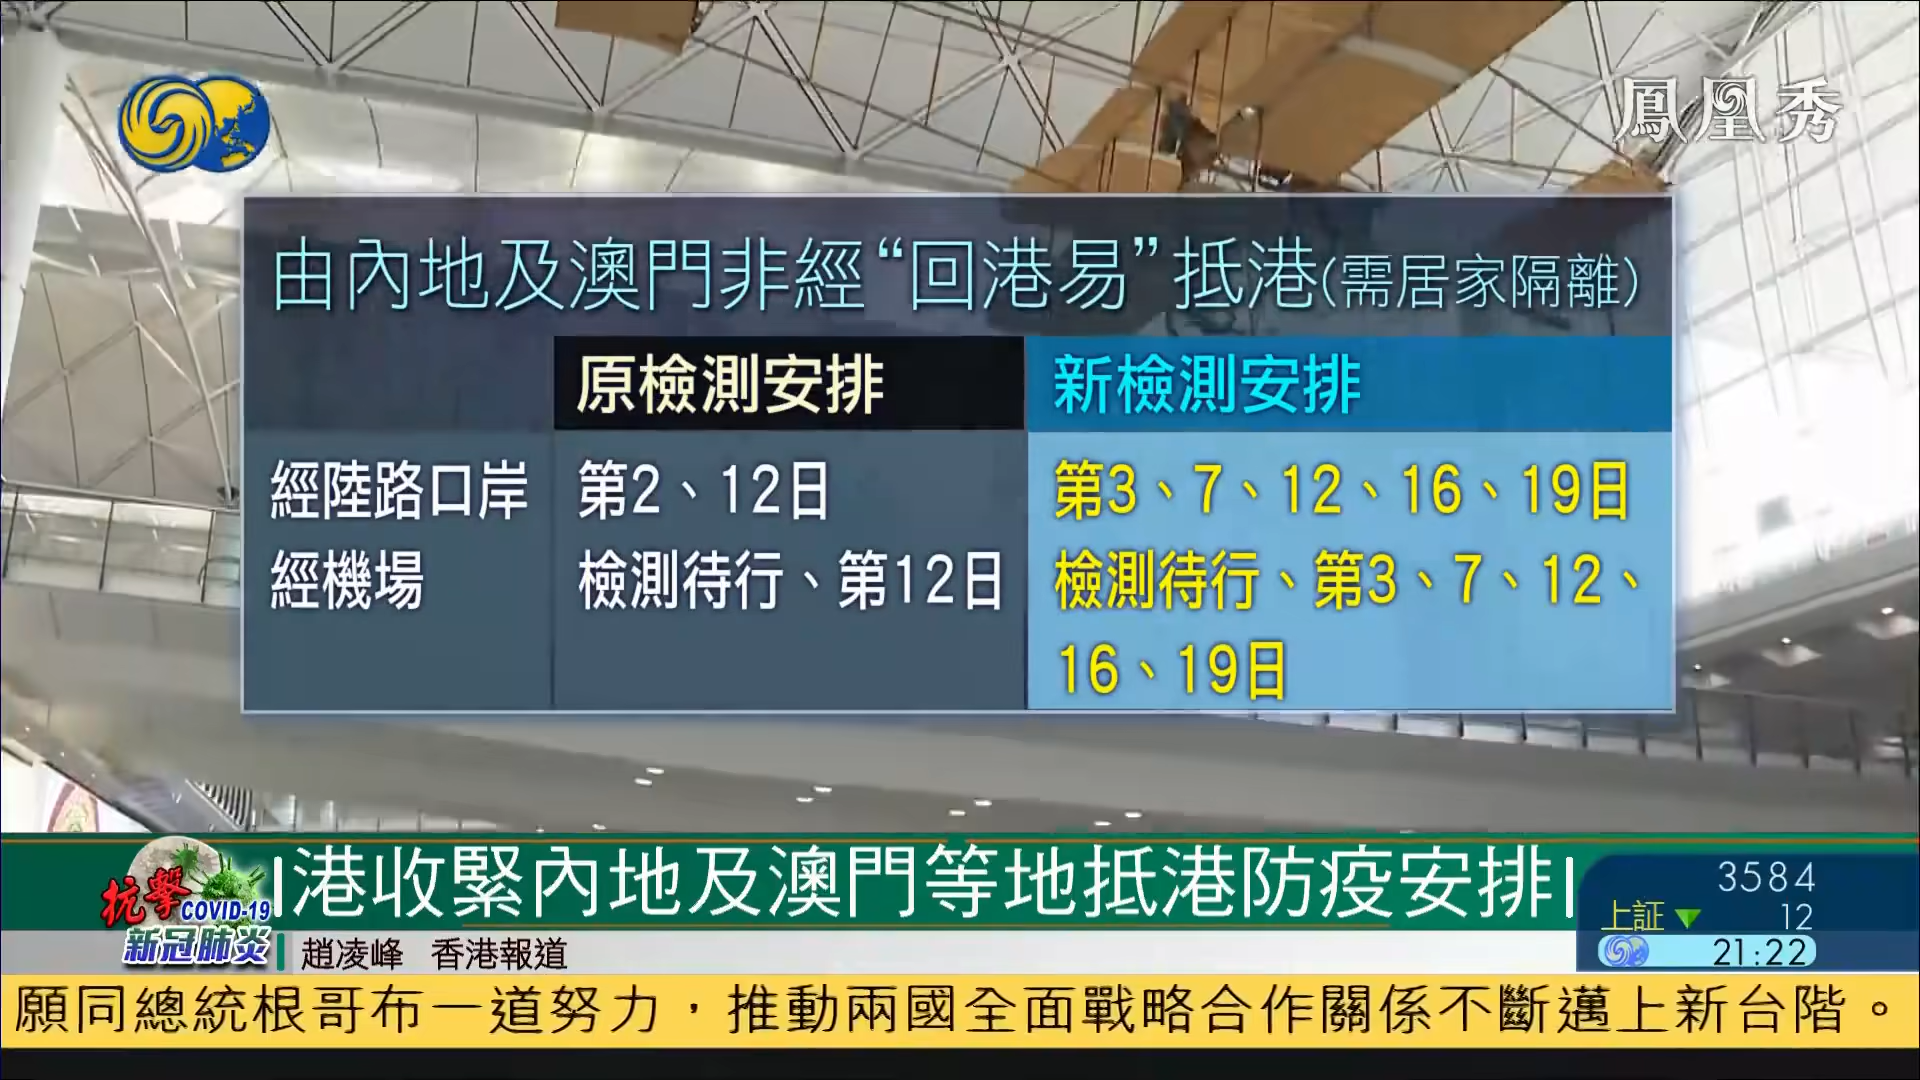 鳳凰秀
由內地及澳門非經“回港易”抵港(需居家隔離)
原檢測安排
新檢測安排
經陸路口岸
第2、12日
第3、7、12、16、19日
經機場
檢測待行、第12日
檢測待行、第3、7、12、
16、19日
抗擊
COVID-19
新冠肺炎
港收緊內地及澳門等地抵港防疫安排
趙凌峰 香港報道
3584
上証 12
21:22
願同總統根哥布一道努力，推動兩國全面戰略合作關係不斷邁上新台階。